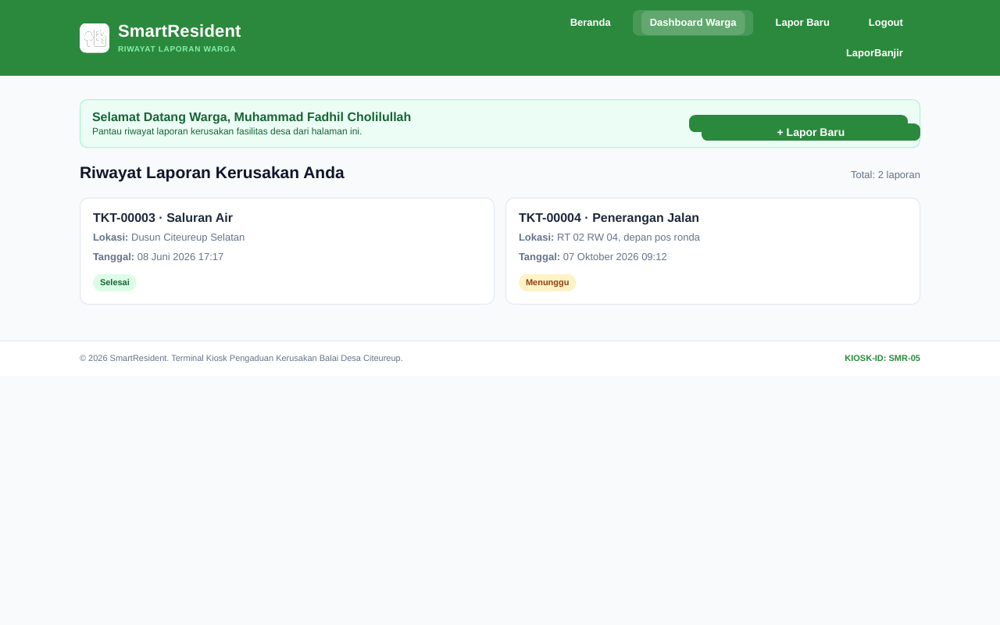 SmartResident
RIWAYAT LAPORAN WARGA
Beranda
Dashboard Warga
Lapor Baru
Logout
LaporBanjir
Selamat Datang Warga, Muhammad Fadhil Cholilullah
Pantau riwayat laporan kerusakan fasilitas desa dari halaman ini.
+ Lapor Baru
Riwayat Laporan Kerusakan Anda
Total: 2 laporan
TKT-00003 · Saluran Air
Lokasi: Dusun Citeureup Selatan
Tanggal: 08 Juni 2026 17:17
Selesai
TKT-00004 · Penerangan Jalan
Lokasi: RT 02 RW 04, depan pos ronda
Tanggal: 07 Oktober 2026 09:12
Menunggu
© 2026 SmartResident. Terminal Kiosk Pengaduan Kerusakan Balai Desa Citeureup.
KIOSK-ID: SMR-05